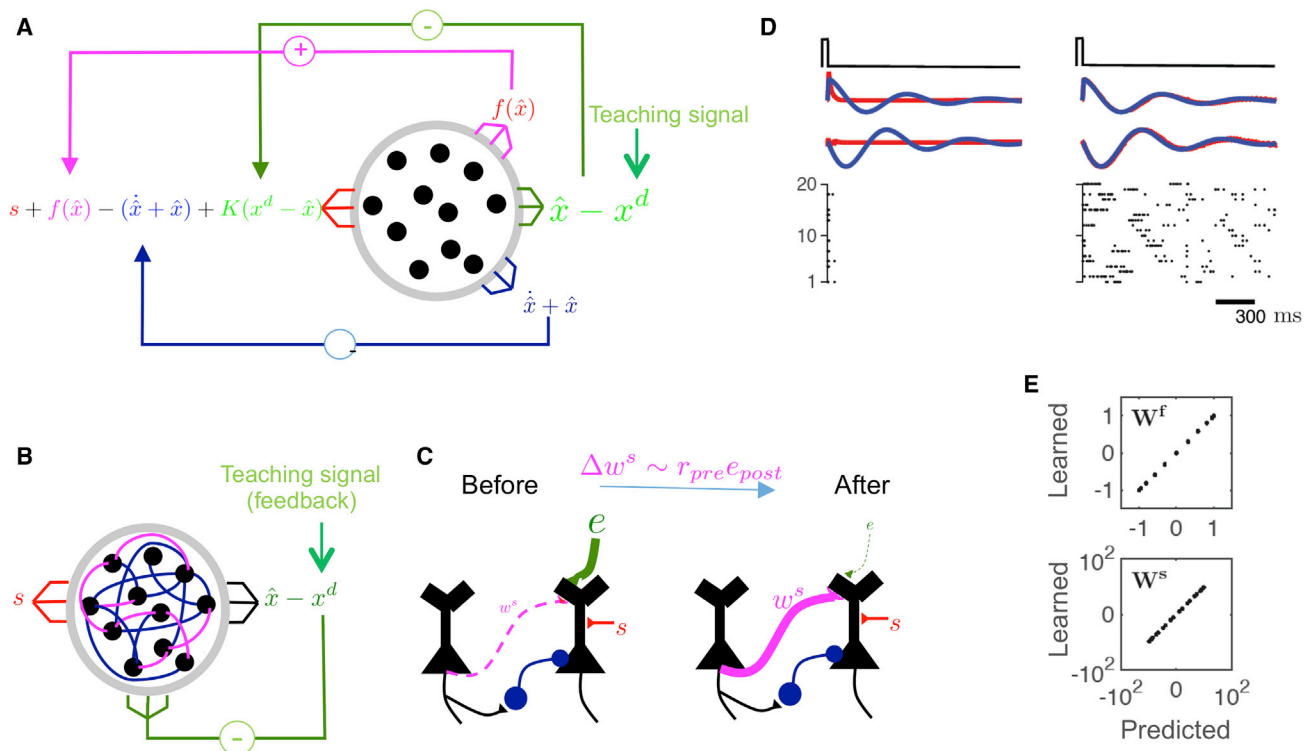 A
-
+
f(x̂)
Teaching signal
s + f(x̂) − (ẋ̂ + x̂) + K(x^d − x̂)
x̂ − x^d
ẋ̂ + x̂
-
D
20
10
1
300 ms
B
Teaching signal
(feedback)
s
x̂ − x^d
-
C
Δw^s ∼ r_pre e_post
Before
After
e
w^s
s
e
w^s
s
E
Learned
W^f
1
0
-1
-1 0 1
Learned
W^s
10^2
0
-10^2
-10^2 0 10^2
Predicted